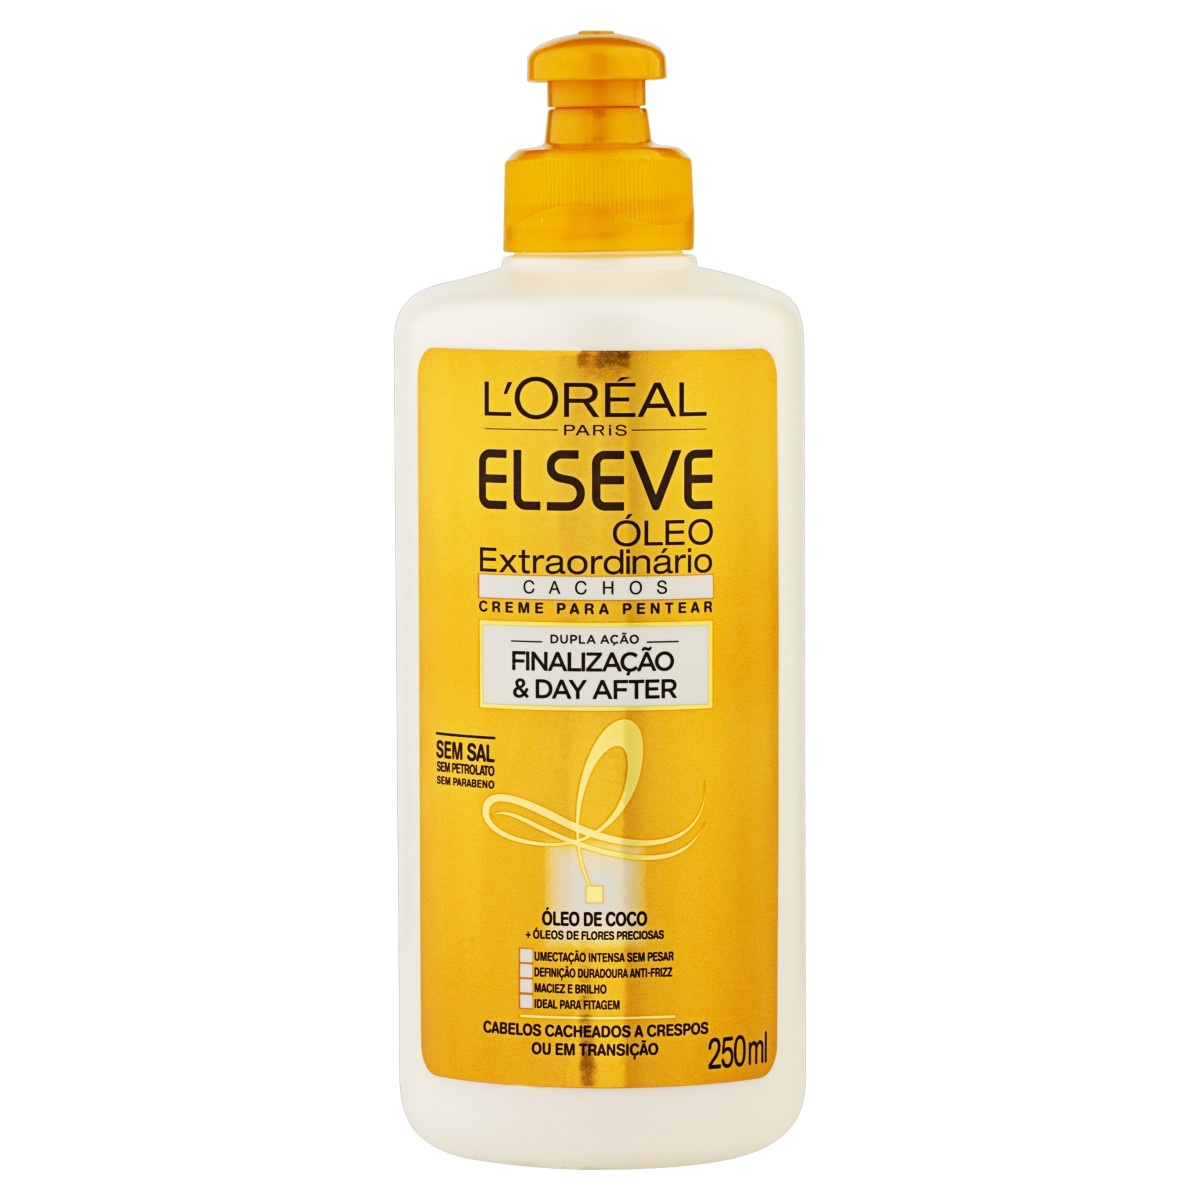 L'ORÉAL
PARIS
ELSEVE
ÓLEO
Extraordinário
CACHOS
CREME PARA PENTEAR
DUPLA AÇÃO
FINALIZAÇÃO
& DAY AFTER
SEM SAL
SEM PETROLATO
SEM PARABENO
ÓLEO DE COCO
+ ÓLEOS DE FLORES PRECIOSAS
UMECTAÇÃO INTENSA SEM PESAR
DEFINIÇÃO DURADOURA ANTI-FRIZZ
MACIEZ E BRILHO
IDEAL PARA FITAGEM
CABELOS CACHEADOS A CRESPOS
OU EM TRANSIÇÃO
250ml